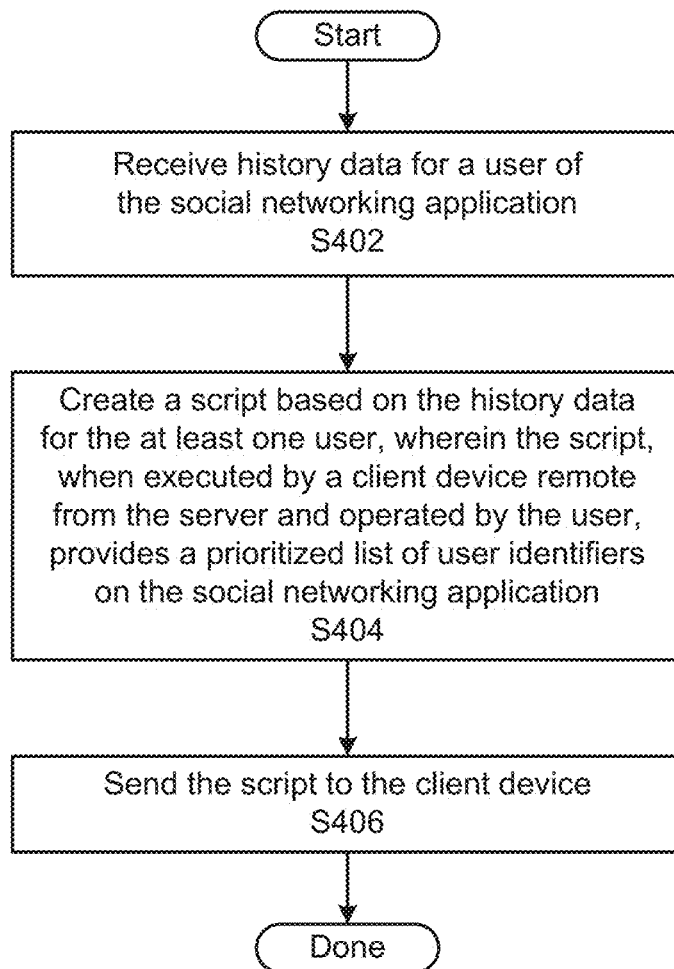 Start
Receive history data for a user of
the social networking application
S402
Create a script based on the history data
for the at least one user, wherein the script,
when executed by a client device remote
from the server and operated by the user,
provides a prioritized list of user identifiers
on the social networking application
S404
Send the script to the client device
S406
Done